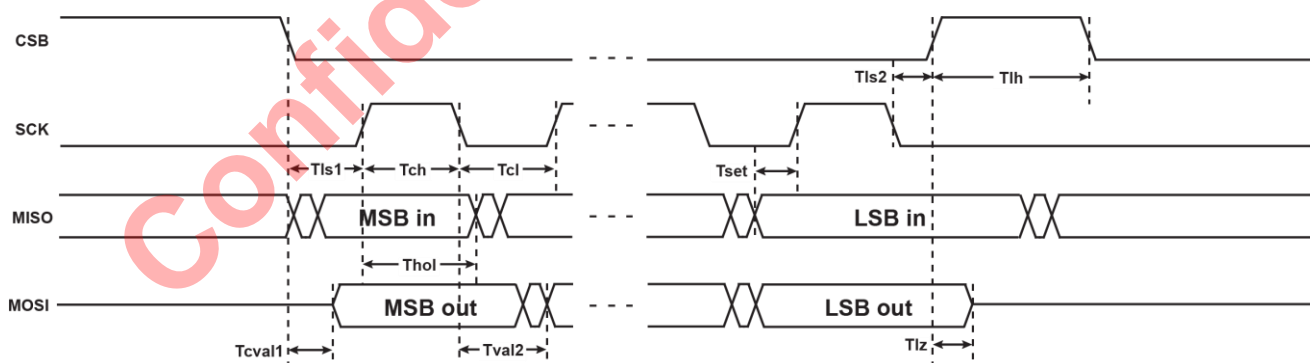 CSB
Tls2
Tlh
SCK
Tls1
Tch
Tcl
Tset
MISO
MSB in
LSB in
Thol
MOSI
MSB out
LSB out
Tcval1
Tval2
Tlz
Confid